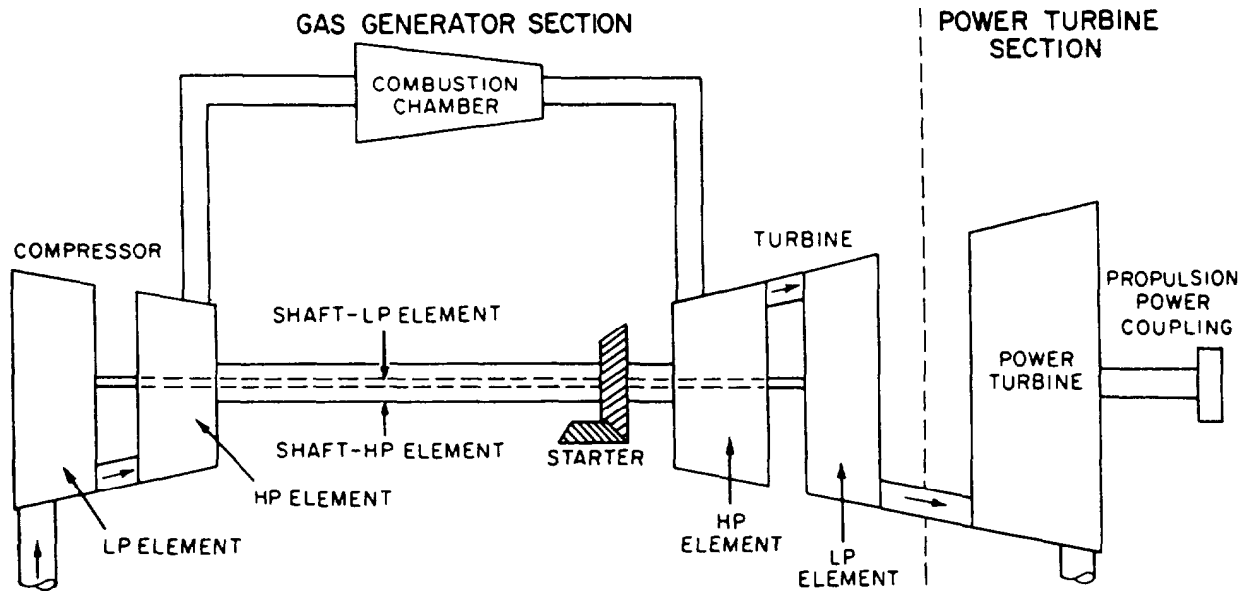 GAS GENERATOR SECTION
POWER TURBINE
SECTION
COMBUSTION
CHAMBER
COMPRESSOR
TURBINE
PROPULSION
POWER
COUPLING
SHAFT-LP ELEMENT
POWER
TURBINE
SHAFT-HP ELEMENT
STARTER
HP ELEMENT
LP ELEMENT
HP
ELEMENT
LP
ELEMENT